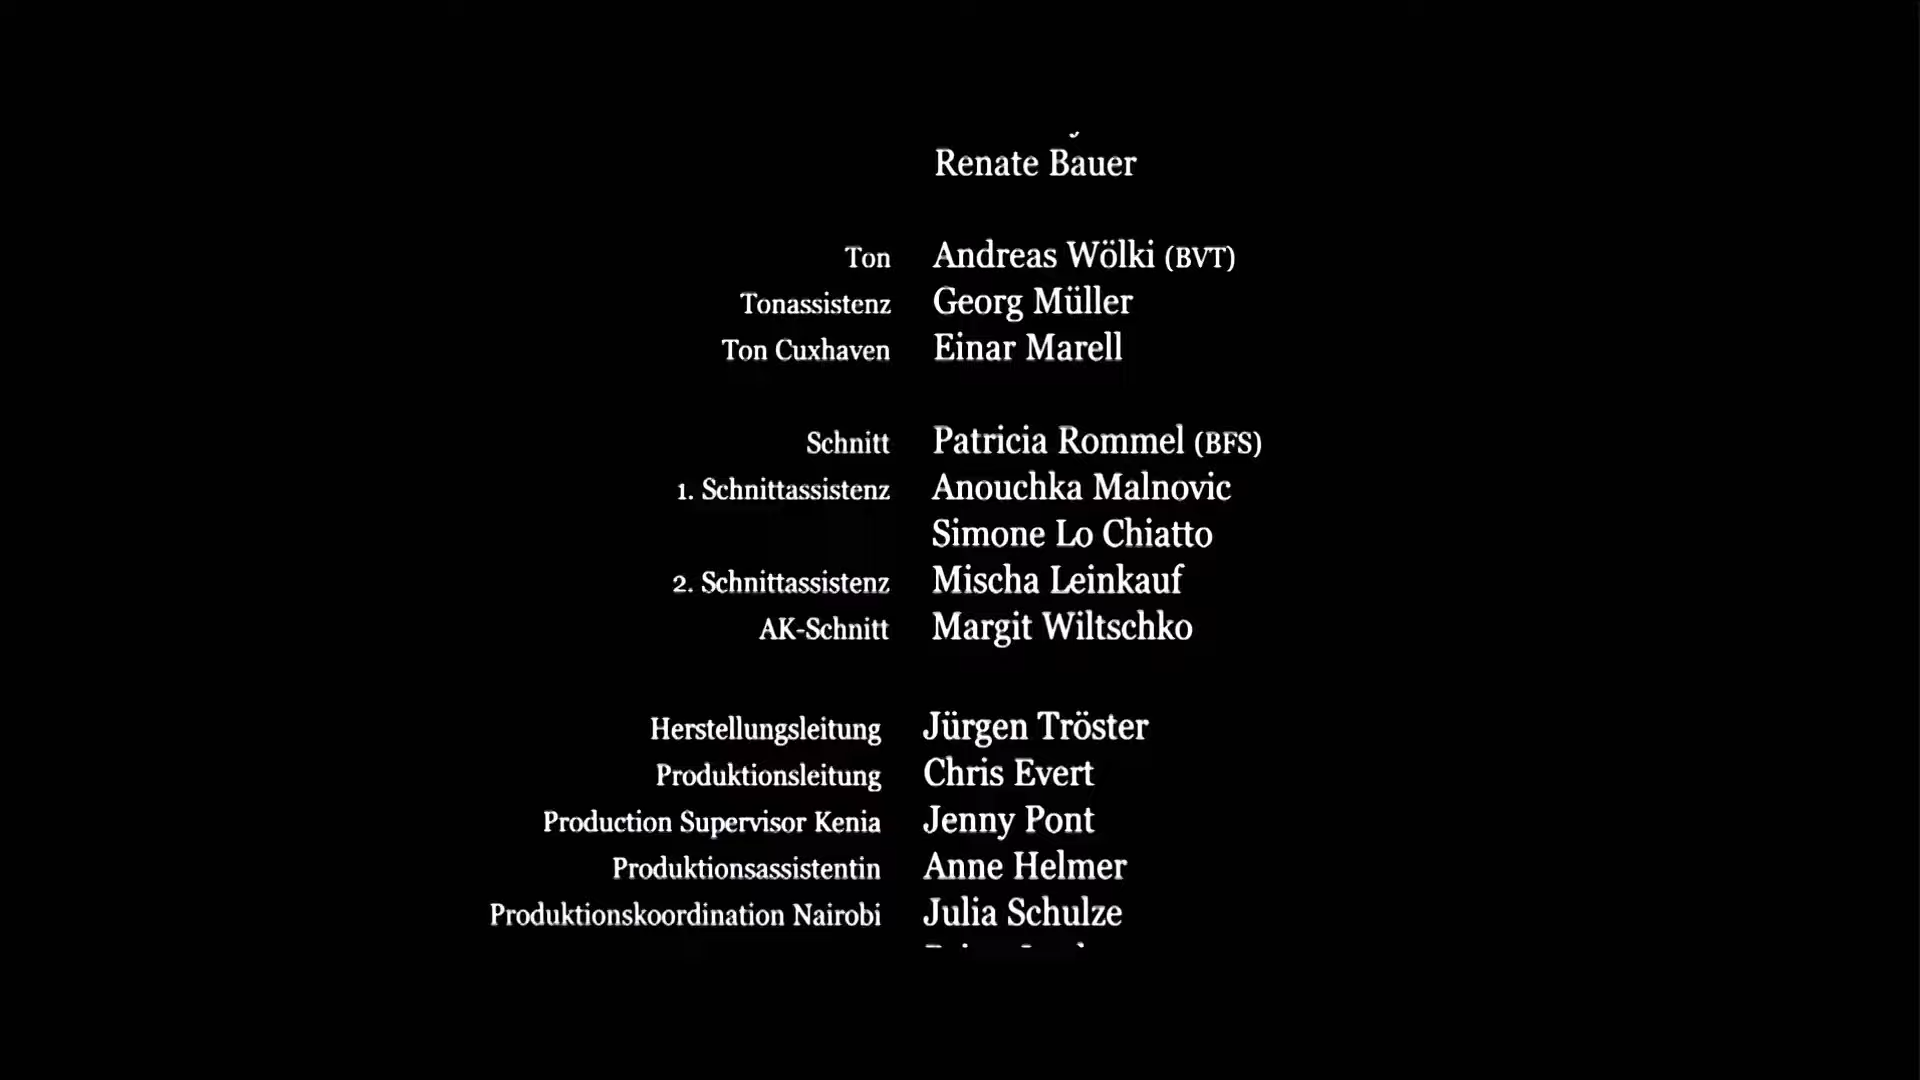 Renate Bauer
Ton Andreas Wölki (BVT)
Tonassistenz Georg Müller
Ton Cuxhaven Einar Marell
Schnitt Patricia Rommel (BFS)
1. Schnittassistenz Anouchka Malnovic
Simone Lo Chiatto
2. Schnittassistenz Mischa Leinkauf
AK-Schnitt Margit Wiltschko
Herstellungsleitung Jürgen Tröster
Produktionsleitung Chris Evert
Production Supervisor Kenia Jenny Pont
Produktionsassistentin Anne Helmer
Produktionskoordination Nairobi Julia Schulze